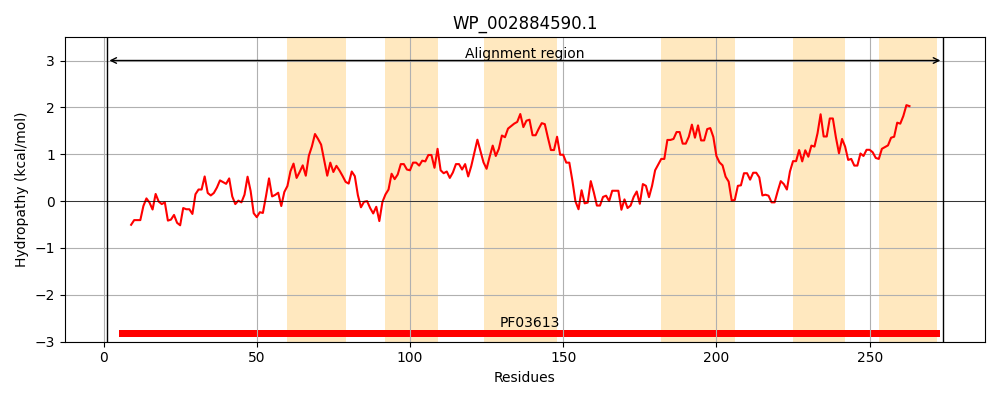 WP_002884590.1
Alignment region
Hydropathy (kcal/mol)
3
2
1
0
−1
−2
−3
PF03613
0
50
100
150
200
250
Residues